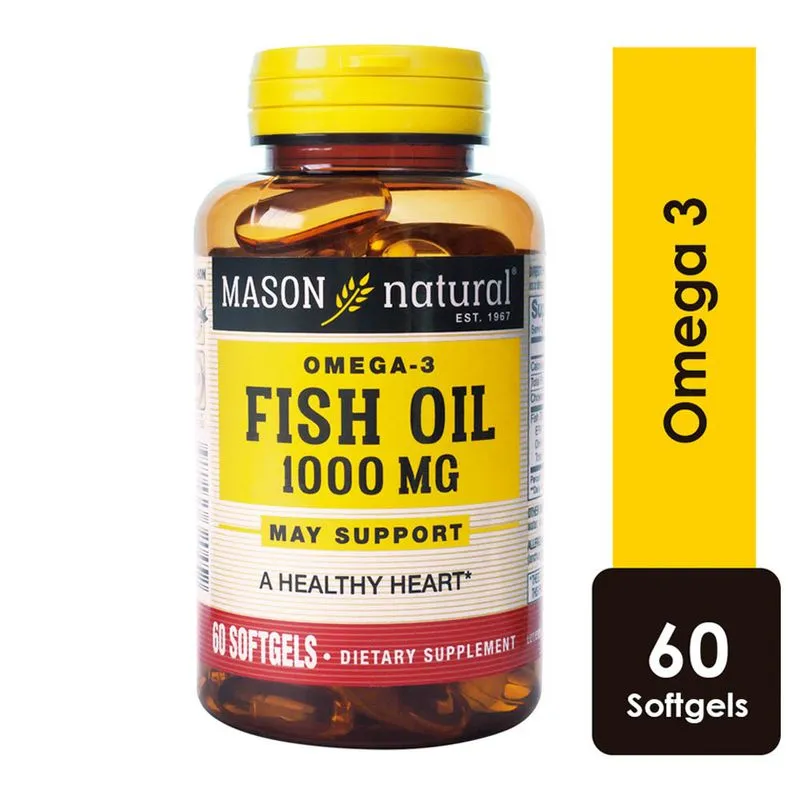 MASON natural®
EST. 1967
OMEGA-3
FISH OIL
1000 MG
MAY SUPPORT
A HEALTHY HEART*
60 SOFTGELS • DIETARY SUPPLEMENT
Omega 3
60
Softgels